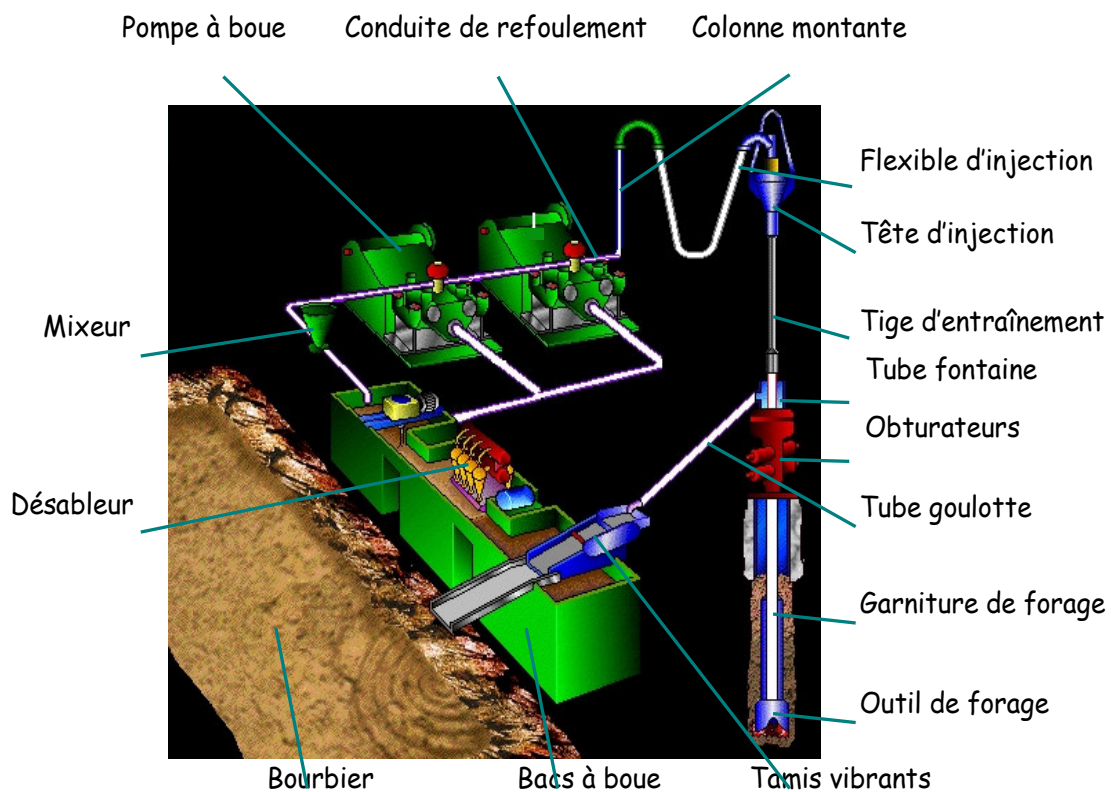 Pompe à boue
Conduite de refoulement
Colonne montante
Flexible d'injection
Tête d'injection
Mixeur
Tige d'entraînement
Tube fontaine
Obturateurs
Désableur
Tube goulotte
Garniture de forage
Outil de forage
Bourbier
Bacs à boue
Tamis vibrants